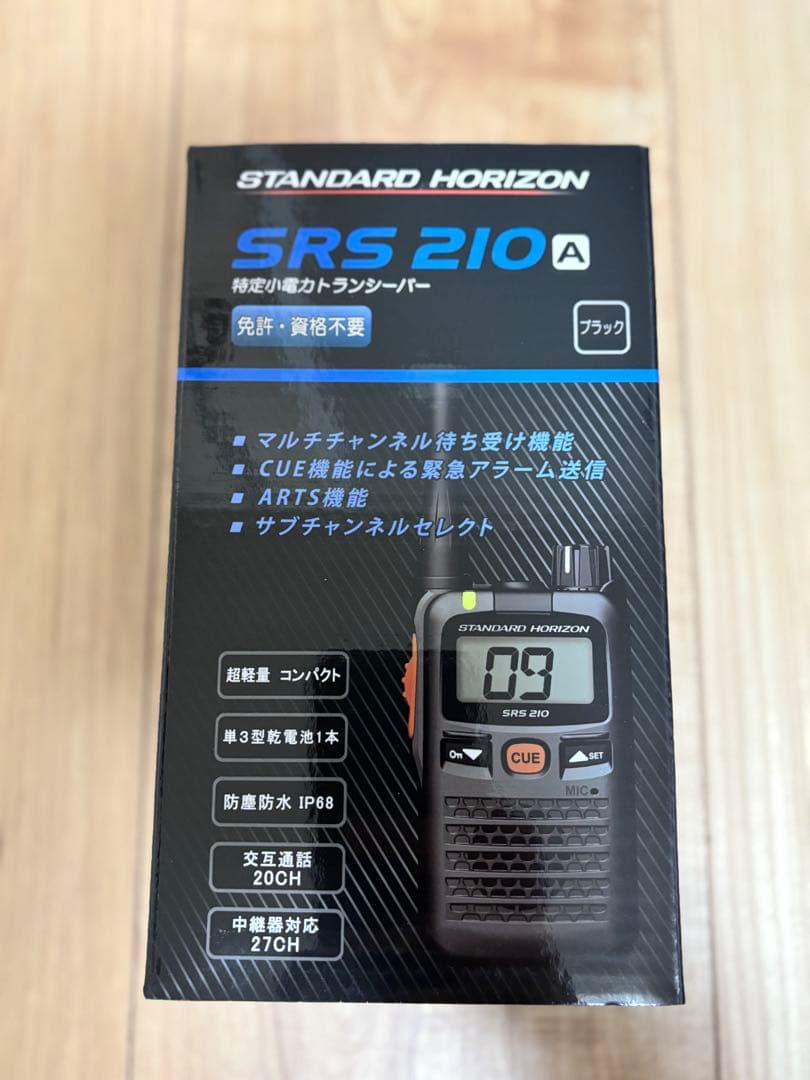 STANDARD HORIZON
SRS 210 A
特定小電力トランシーバー
免許・資格不要
ブラック
■ マルチチャンネル待ち受け機能
■ CUE機能による緊急アラーム送信
■ ARTS機能
■ サブチャンネルセレクト
STANDARD HORIZON
09
SRS 210
On ▼
CUE
▲ SET
MIC
超軽量 コンパクト
単3型乾電池1本
防塵防水 IP68
交互通話
20CH
中継器対応
27CH